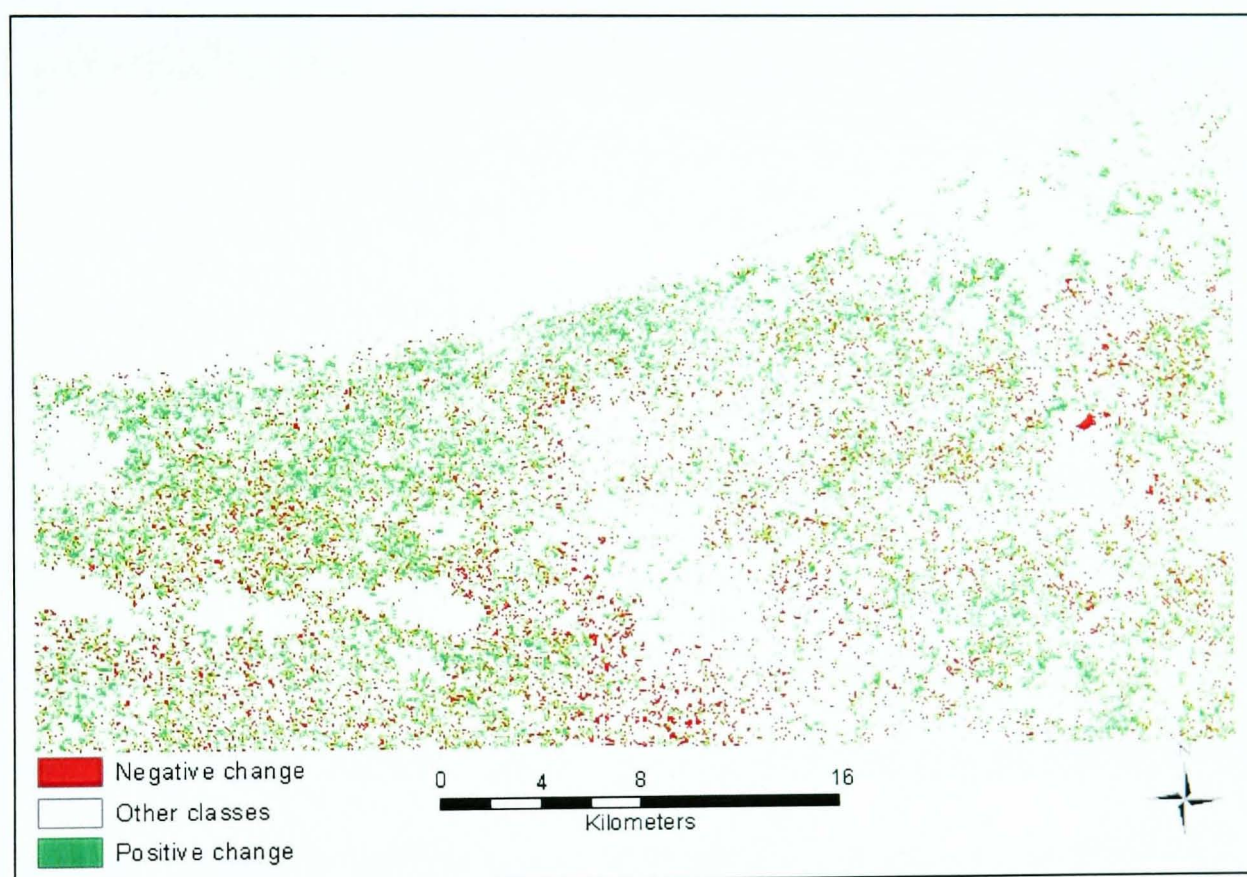 Negative change
Other classes
Positive change
0 4 8 16
Kilometers